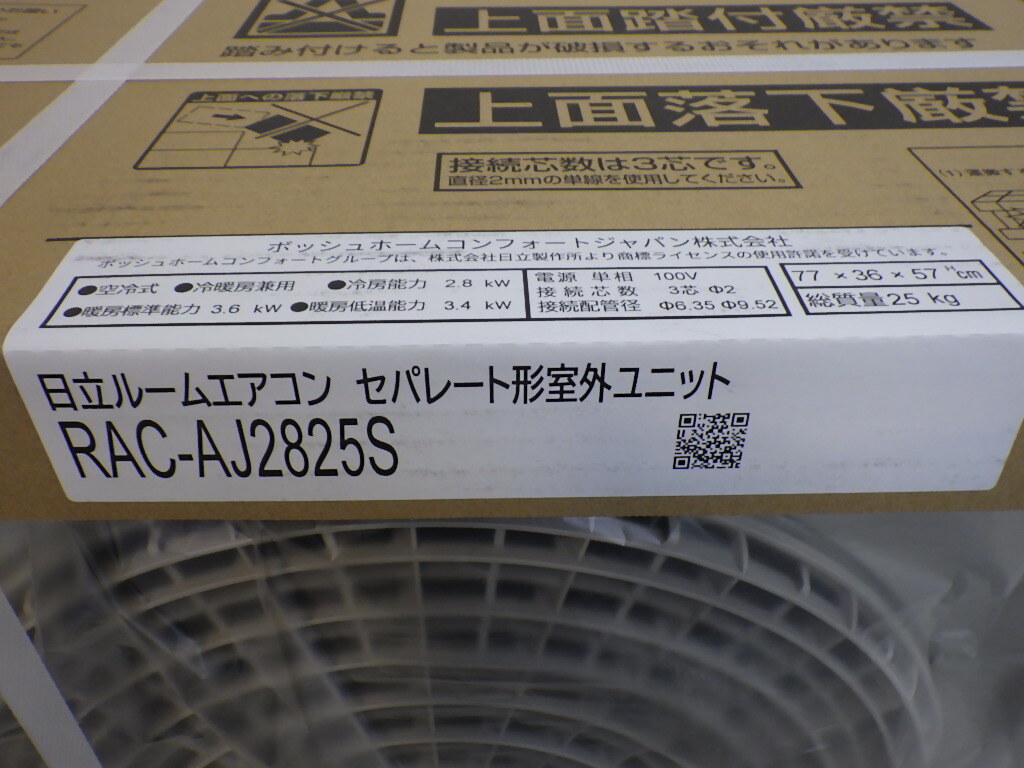 上面踏付厳禁
踏み付けると製品が破損するおそれがあります
上面への落下厳禁
上面落下厳禁
接続芯数は3芯です。
直径2mmの単線を使用してください。
ボッシュホームコンフォートジャパン株式会社
ボッシュホームコンフォートグループは、株式会社日立製作所より商標ライセンスの使用許諾を受けています。
●空冷式 ●冷暖房兼用 ●冷房能力 2.8 kW
●暖房標準能力 3.6 kW ●暖房低温能力 3.4 kW
電源 単相 100V
接続芯数 3芯 Φ2
接続配管径 Φ6.35 Φ9.52
77 × 36 × 57 ᴴcm
総質量25 kg
日立ルームエアコン セパレート形室外ユニット
RAC-AJ2825S